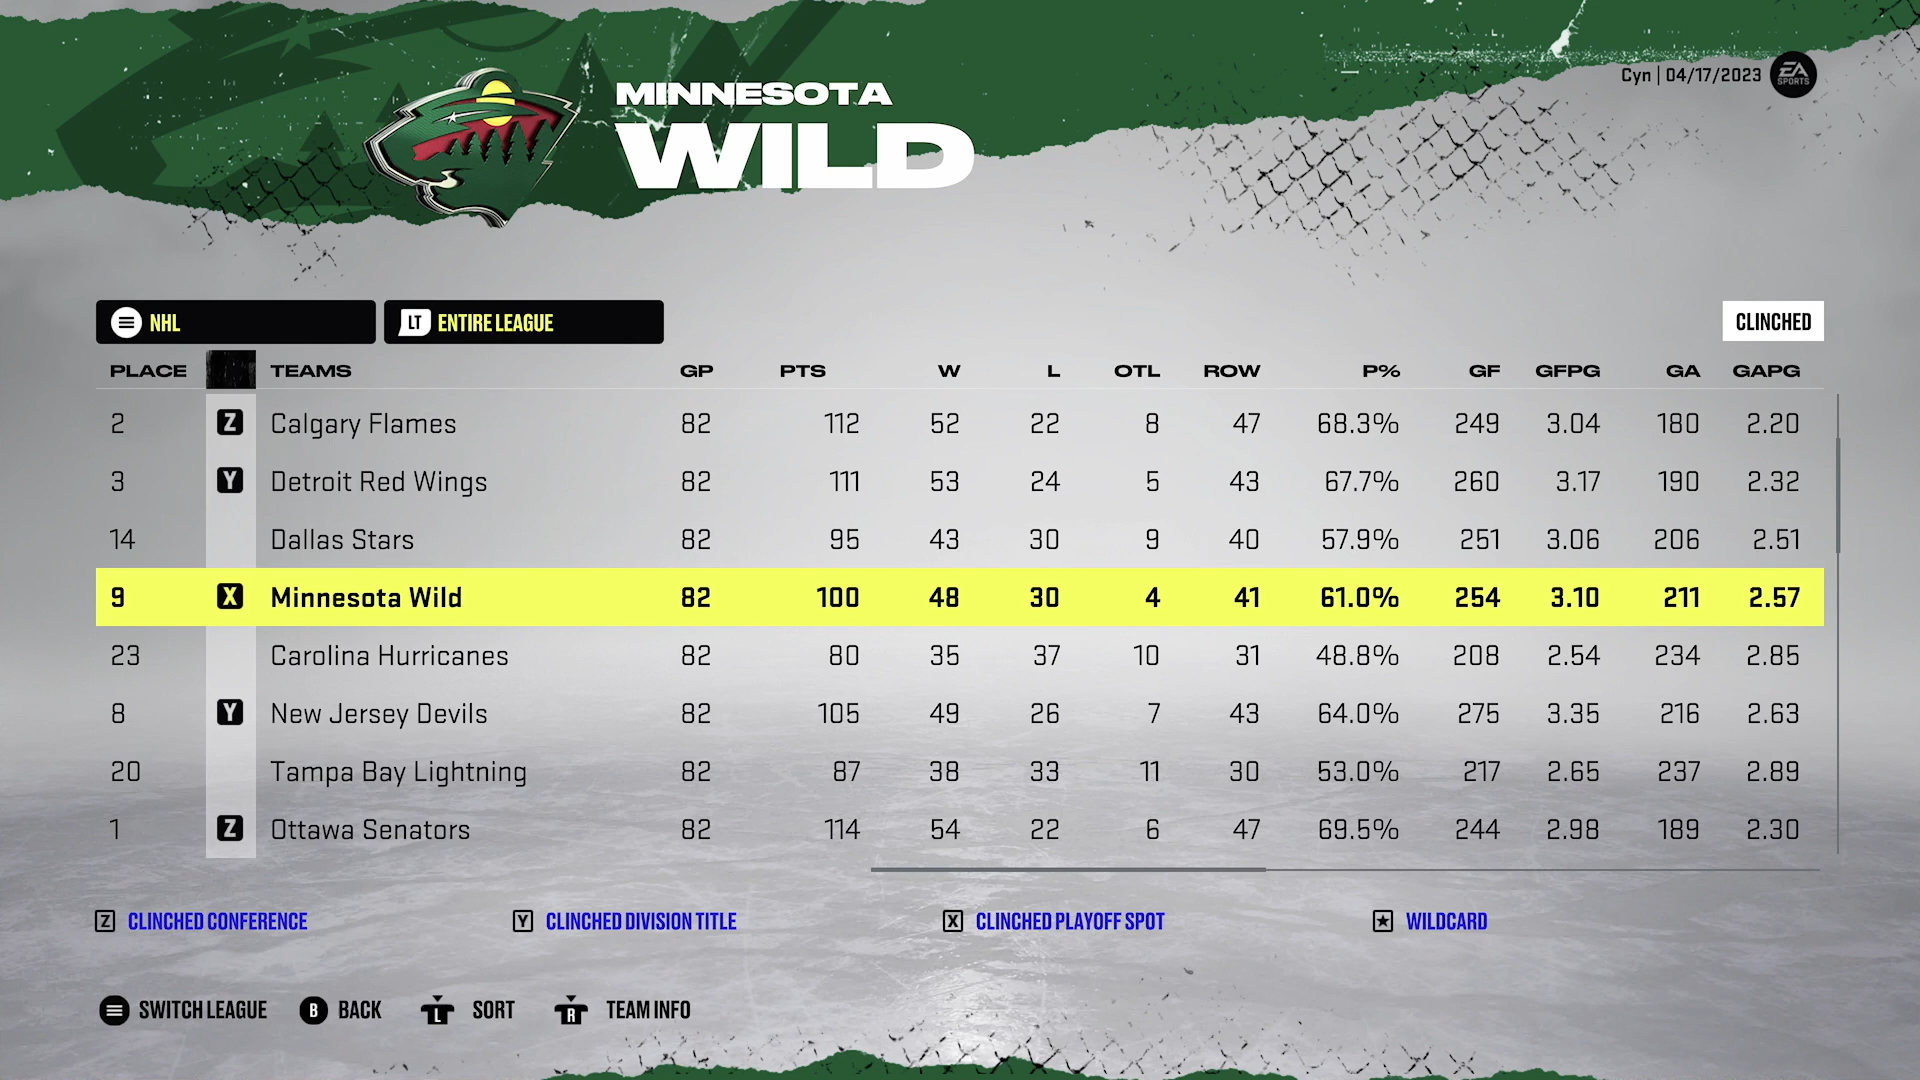 MINNESOTA
WILD
Cyn | 04/17/2023
EA SPORTS
NHL
LT ENTIRE LEAGUE
CLINCHED
PLACE TEAMS GP PTS W L OTL ROW P% GF GFPG GA GAPG
2 Z Calgary Flames 82 112 52 22 8 47 68.3% 249 3.04 180 2.20
3 Y Detroit Red Wings 82 111 53 24 5 43 67.7% 260 3.17 190 2.32
14 Dallas Stars 82 95 43 30 9 40 57.9% 251 3.06 206 2.51
9 X Minnesota Wild 82 100 48 30 4 41 61.0% 254 3.10 211 2.57
23 Carolina Hurricanes 82 80 35 37 10 31 48.8% 208 2.54 234 2.85
8 Y New Jersey Devils 82 105 49 26 7 43 64.0% 275 3.35 216 2.63
20 Tampa Bay Lightning 82 87 38 33 11 30 53.0% 217 2.65 237 2.89
1 Z Ottawa Senators 82 114 54 22 6 47 69.5% 244 2.98 189 2.30
Z CLINCHED CONFERENCE Y CLINCHED DIVISION TITLE X CLINCHED PLAYOFF SPOT ★ WILDCARD
SWITCH LEAGUE B BACK L SORT R TEAM INFO